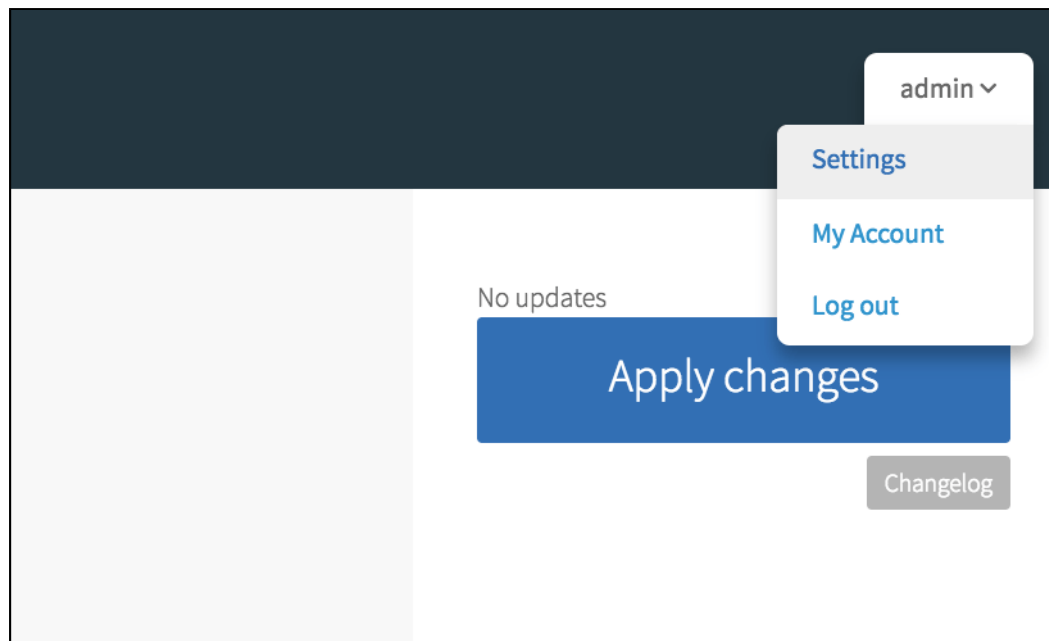 admin
Settings
My Account
Log out
No updates
Apply changes
Changelog